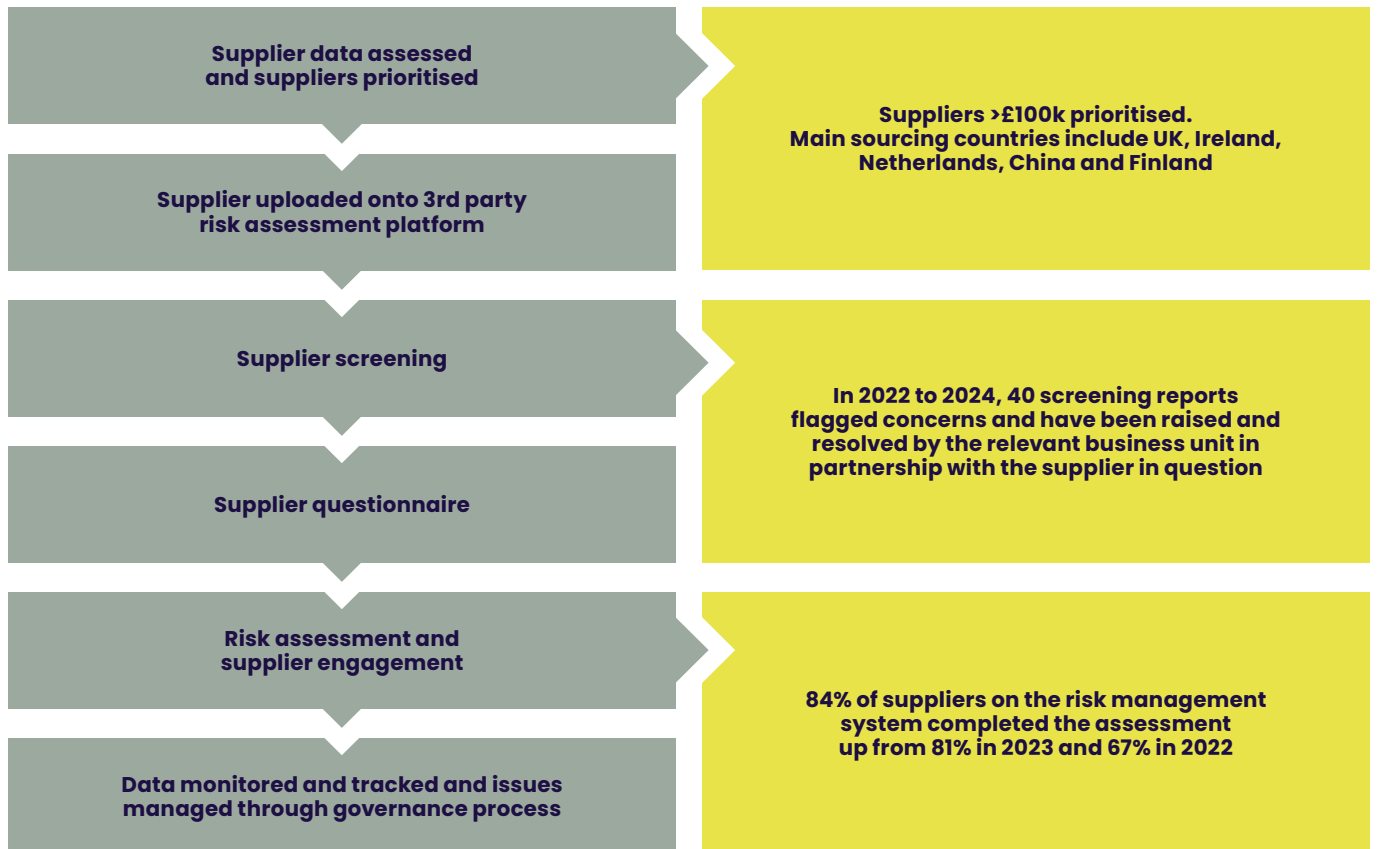 Supplier data assessed
and suppliers prioritised
Suppliers >£100k prioritised.
Main sourcing countries include UK, Ireland,
Netherlands, China and Finland
Supplier uploaded onto 3rd party
risk assessment platform
Supplier screening
In 2022 to 2024, 40 screening reports
flagged concerns and have been raised and
resolved by the relevant business unit in
partnership with the supplier in question
Supplier questionnaire
Risk assessment and
supplier engagement
84% of suppliers on the risk management
system completed the assessment
up from 81% in 2023 and 67% in 2022
Data monitored and tracked and issues
managed through governance process